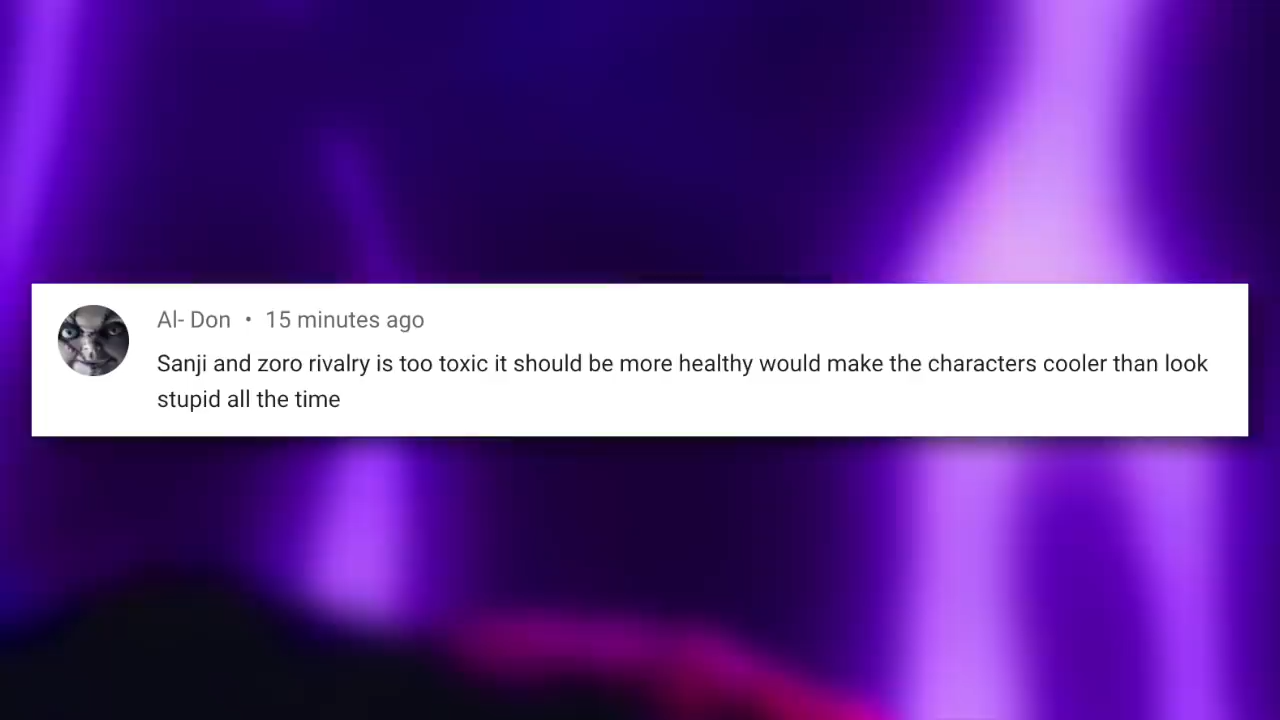 Al- Don • 15 minutes ago
Sanji and zoro rivalry is too toxic it should be more healthy would make the characters cooler than look
stupid all the time